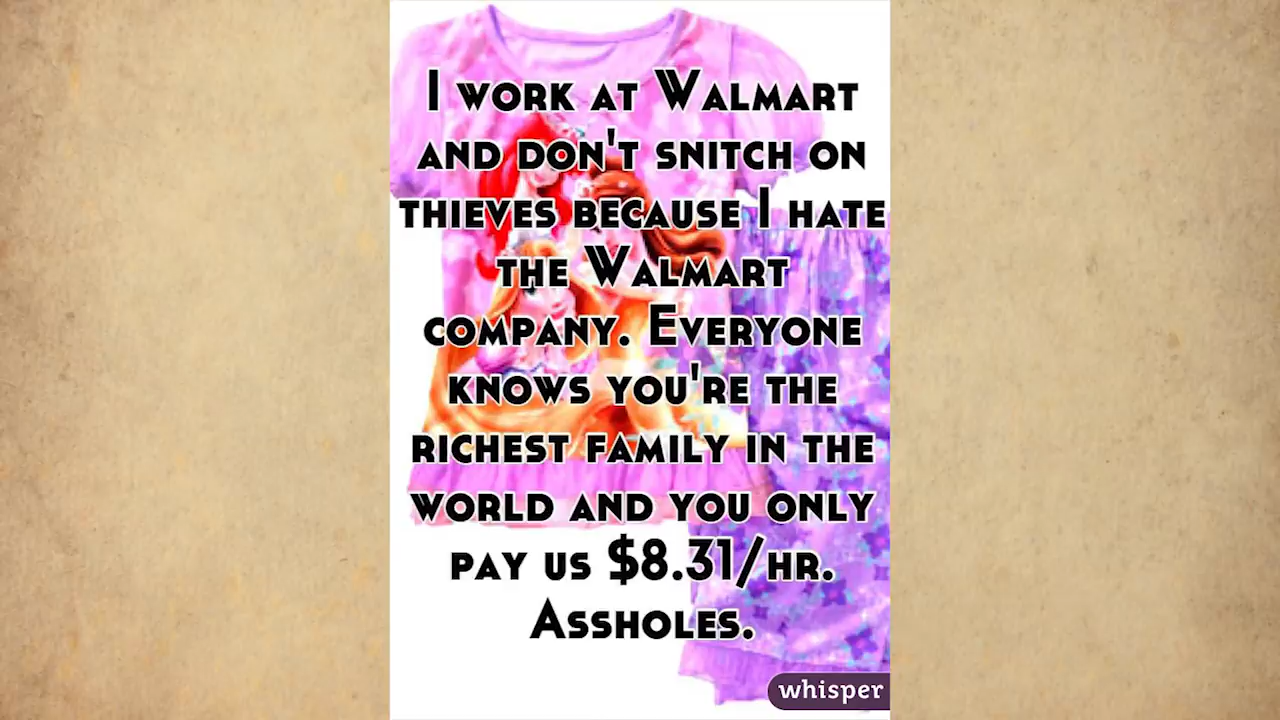 I WORK AT WALMART
AND DON'T SNITCH ON
THIEVES BECAUSE I HATE
THE WALMART
COMPANY. EVERYONE
KNOWS YOU'RE THE
RICHEST FAMILY IN THE
WORLD AND YOU ONLY
PAY US $8.31/HR.
ASSHOLES.
whisper